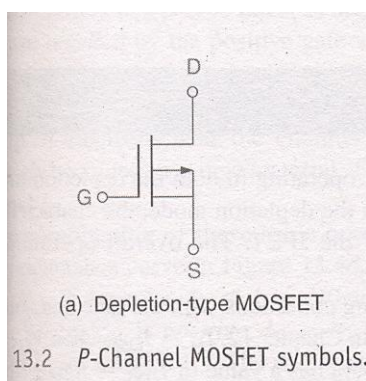 D
G
S
(a) Depletion-type MOSFET
13.2 P-Channel MOSFET symbols.